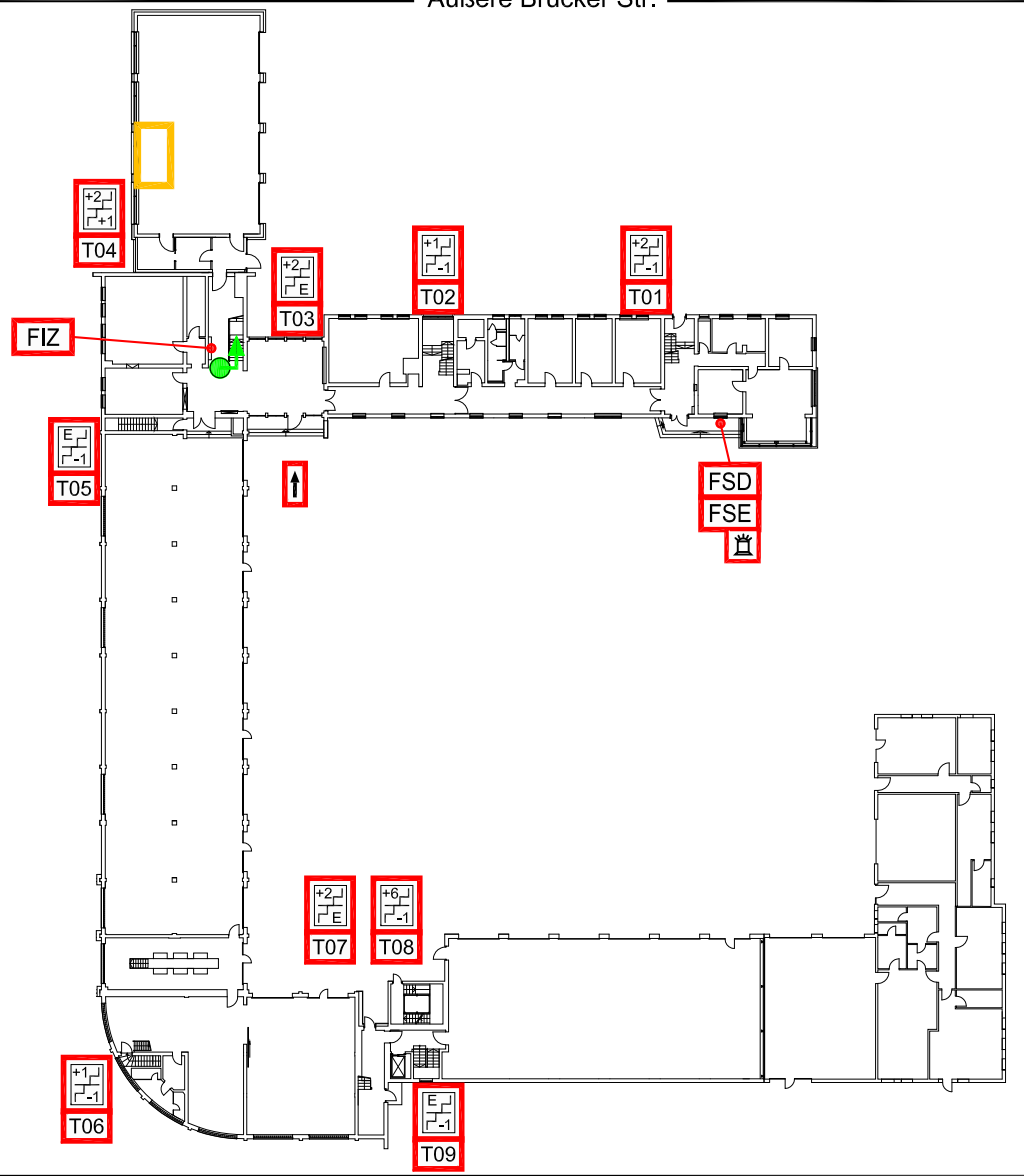 Äußere Brucker Str.
+2
+1
T04
+2
E
T03
+1
-1
T02
+2
-1
T01
FIZ
E
-1
T05
FSD
FSE
+2
E
T07
+6
-1
T08
+1
-1
T06
E
-1
T09